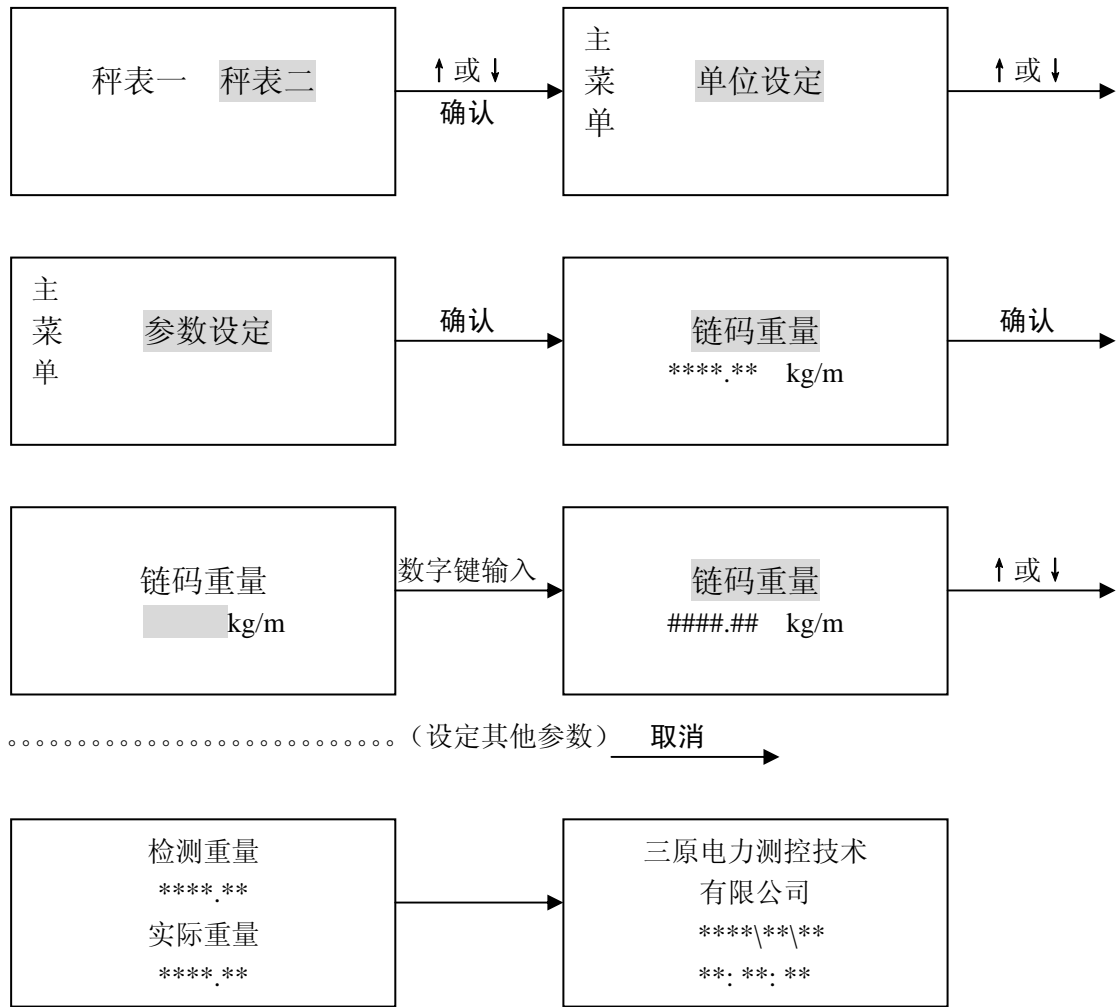 秤表一 秤表二
↑或↓
确认
主菜单
单位设定
↑或↓
主菜单
参数设定
确认
链码重量
****.** kg/m
确认
链码重量
kg/m
数字键输入
链码重量
####.## kg/m
↑或↓
。。。。。。。。。。。。。。。。。。。。。。。。。。。。(设定其他参数) 取消
检测重量
****.**
实际重量
****.**
三原电力测控技术
有限公司
****\**\**
**: **: **